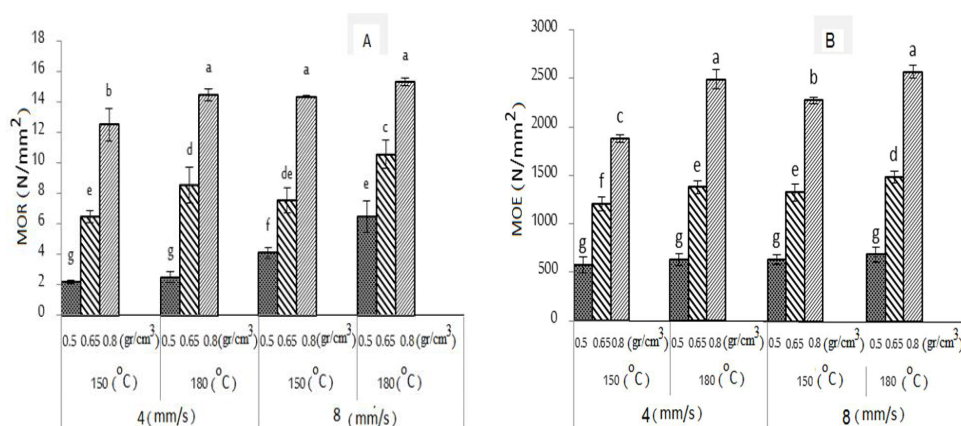 A
MOR (N/mm²)
18
16
14
12
10
8
6
4
2
0
g e b g d a f de a e c a
0.5 0.65 0.8 (gr/cm³) 0.5 0.65 0.8 (gr/cm³) 0.5 0.65 0.8 (gr/cm³) 0.5 0.65 0.8 (gr/cm³)
150 (°C) 180 (°C) 150 (°C) 180 (°C)
4 (mm/s) 8 (mm/s)
B
MOE (N/mm²)
3000
2500
2000
1500
1000
500
0
g f c g e a g e b g d a
0.5 0.65 0.8 (gr/cm³) 0.5 0.65 0.8 (gr/cm³) 0.5 0.65 0.8 (gr/cm³) 0.5 0.65 0.8 (gr/cm³)
150 (°C) 180 (°C) 150 (°C) 180 (°C)
4 (mm/s) 8 (mm/s)